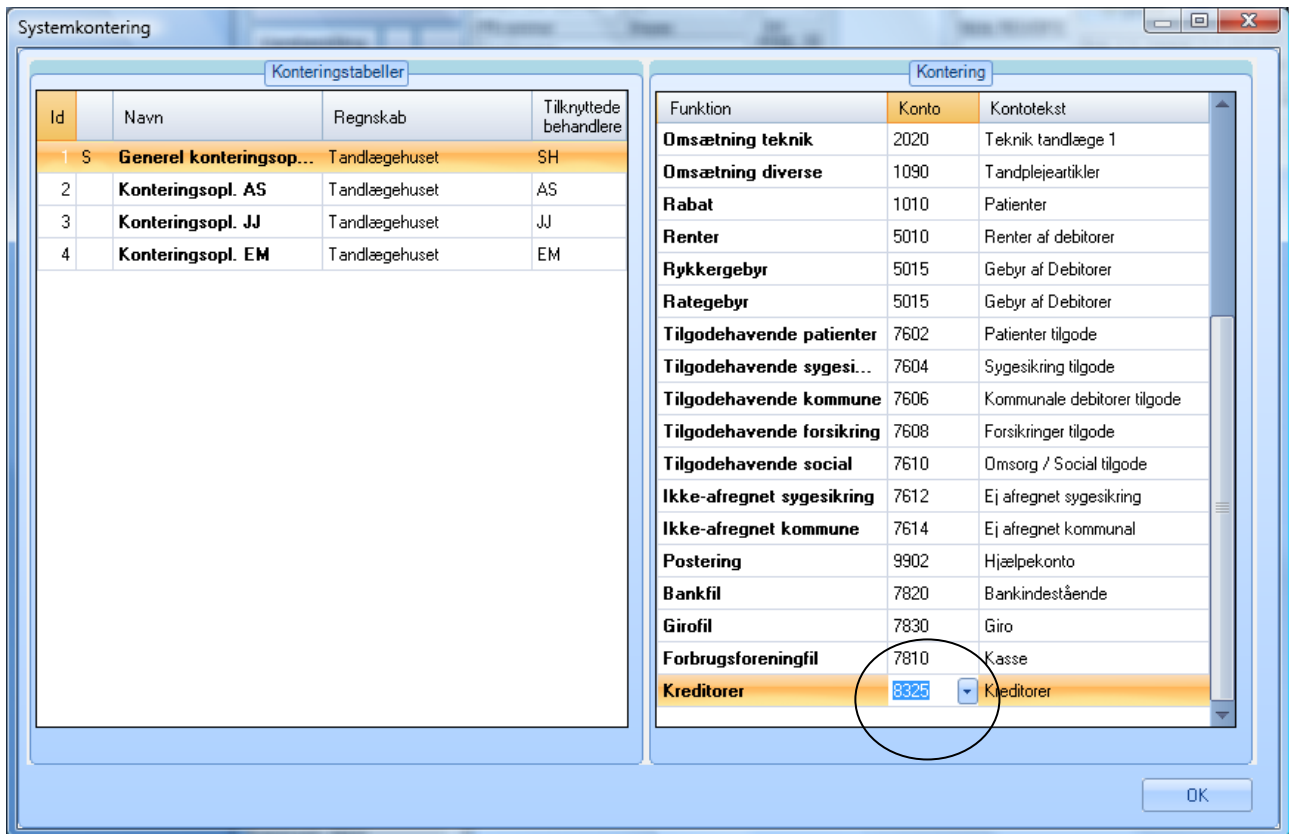 Systemkontering
Konteringstabeller
Id Navn Regnskab Tilknyttede behandlere
1 S Generel konteringsop... Tandlægehuset SH
2 Konteringsopl. AS Tandlægehuset AS
3 Konteringsopl. JJ Tandlægehuset JJ
4 Konteringsopl. EM Tandlægehuset EM
Kontering
Funktion Konto Kontotekst
Omsætning teknik 2020 Teknik tandlæge 1
Omsætning diverse 1090 Tandplejeartikler
Rabat 1010 Patienter
Renter 5010 Renter af debitorer
Rykkergebyr 5015 Gebyr af Debitorer
Rategebyr 5015 Gebyr af Debitorer
Tilgodehavende patienter 7602 Patienter tilgode
Tilgodehavende sygesi... 7604 Sygesikring tilgode
Tilgodehavende kommune 7606 Kommunale debitorer tilgode
Tilgodehavende forsikring 7608 Forsikringer tilgode
Tilgodehavende social 7610 Omsorg / Social tilgode
Ikke-afregnet sygesikring 7612 Ej afregnet sygesikring
Ikke-afregnet kommune 7614 Ej afregnet kommunal
Postering 9902 Hjælpekonto
Bankfil 7820 Bankindestående
Girofil 7830 Giro
Forbrugsforeningfil 7810 Kasse
Kreditorer 8325 Kreditorer
OK